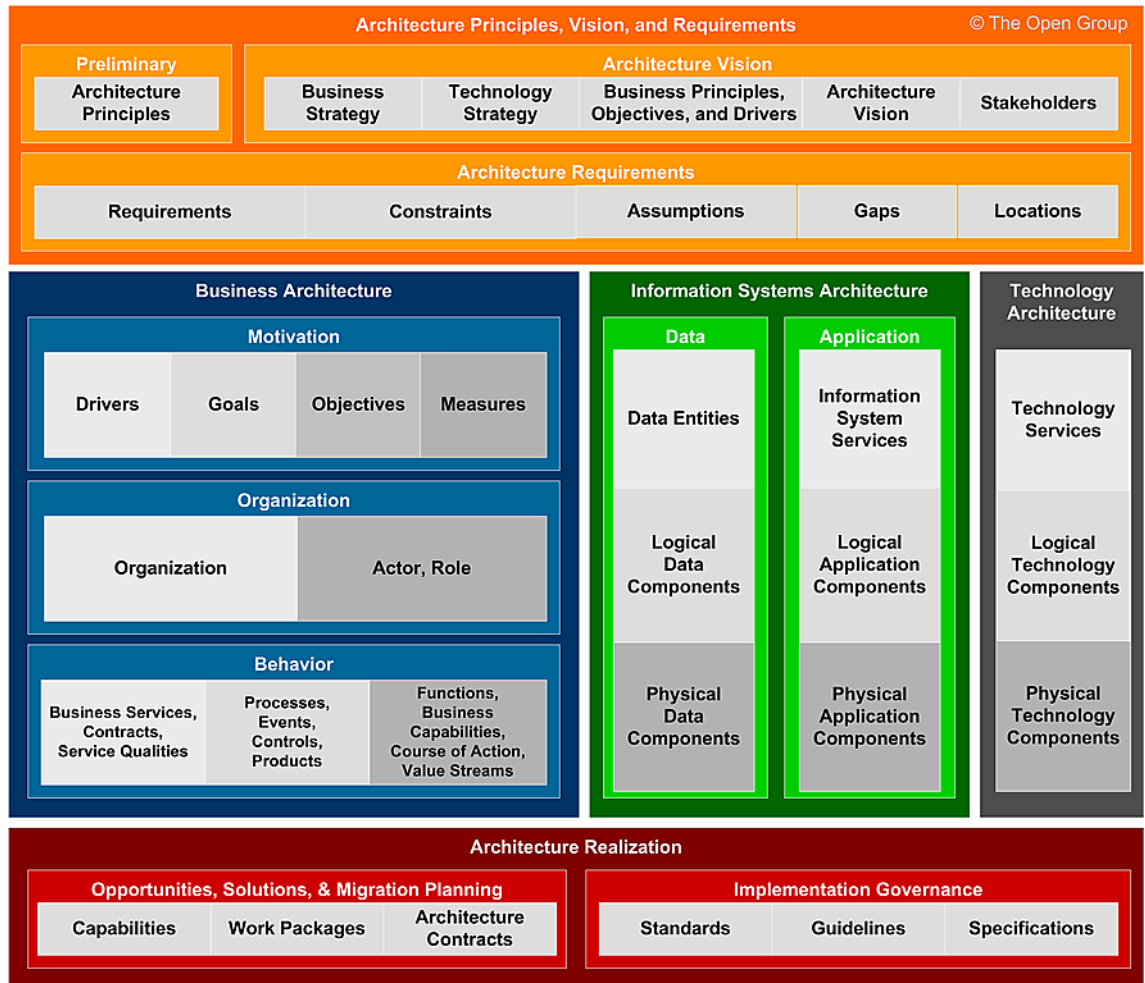 Architecture Principles, Vision, and Requirements
© The Open Group
Preliminary
Architecture
Principles
Architecture Vision
Business
Strategy
Technology
Strategy
Business Principles,
Objectives, and Drivers
Architecture
Vision
Stakeholders
Architecture Requirements
Requirements
Constraints
Assumptions
Gaps
Locations
Business Architecture
Motivation
Drivers
Goals
Objectives
Measures
Organization
Organization
Actor, Role
Behavior
Business Services,
Contracts,
Service Qualities
Processes,
Events,
Controls,
Products
Functions,
Business
Capabilities,
Course of Action,
Value Streams
Information Systems Architecture
Data
Data Entities
Logical
Data
Components
Physical
Data
Components
Application
Information
System
Services
Logical
Application
Components
Physical
Application
Components
Technology
Architecture
Technology
Services
Logical
Technology
Components
Physical
Technology
Components
Architecture Realization
Opportunities, Solutions, & Migration Planning
Capabilities
Work Packages
Architecture
Contracts
Implementation Governance
Standards
Guidelines
Specifications